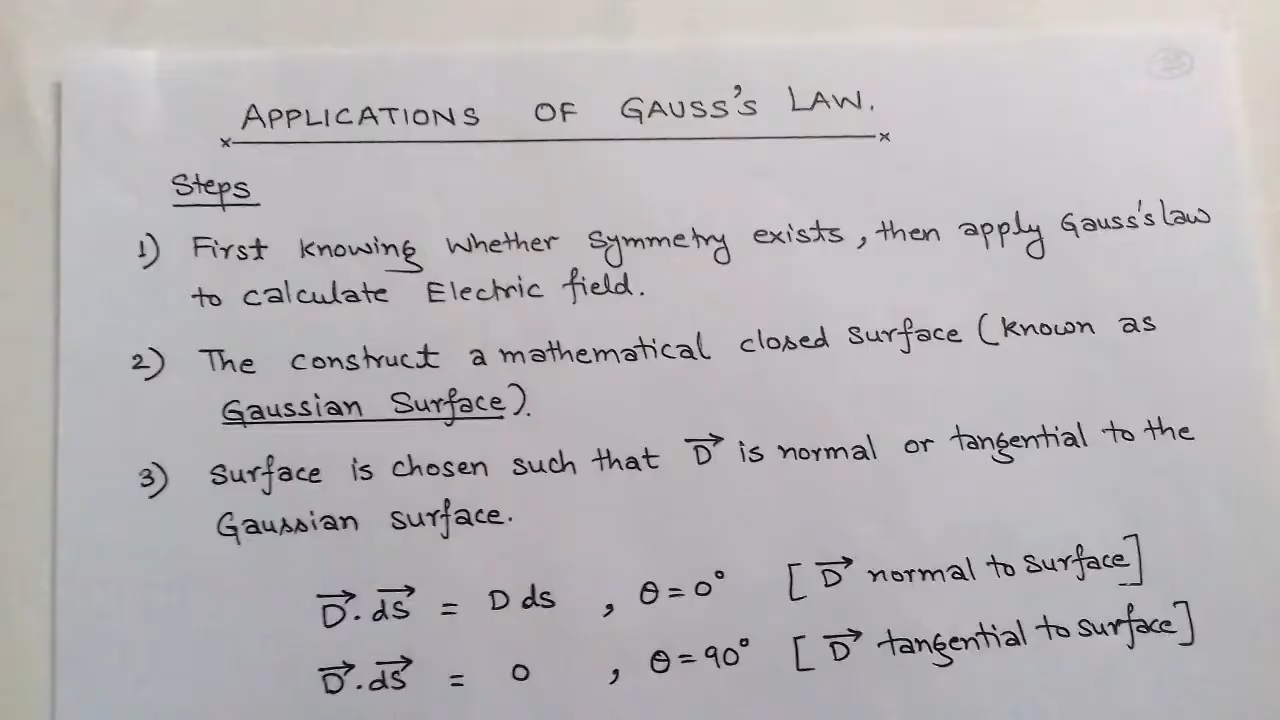 APPLICATIONS OF GAUSS'S LAW.
Steps
1) First knowing whether symmetry exists, then apply Gauss's law
to calculate Electric field.
2) The construct a mathematical closed surface (known as
Gaussian Surface).
3) Surface is chosen such that D⃗ is normal or tangential to the
Gaussian surface.
D⃗. dS⃗ = D ds , θ = 0° [D⃗ normal to surface]
D⃗. dS⃗ = 0 , θ = 90° [D⃗ tangential to surface]